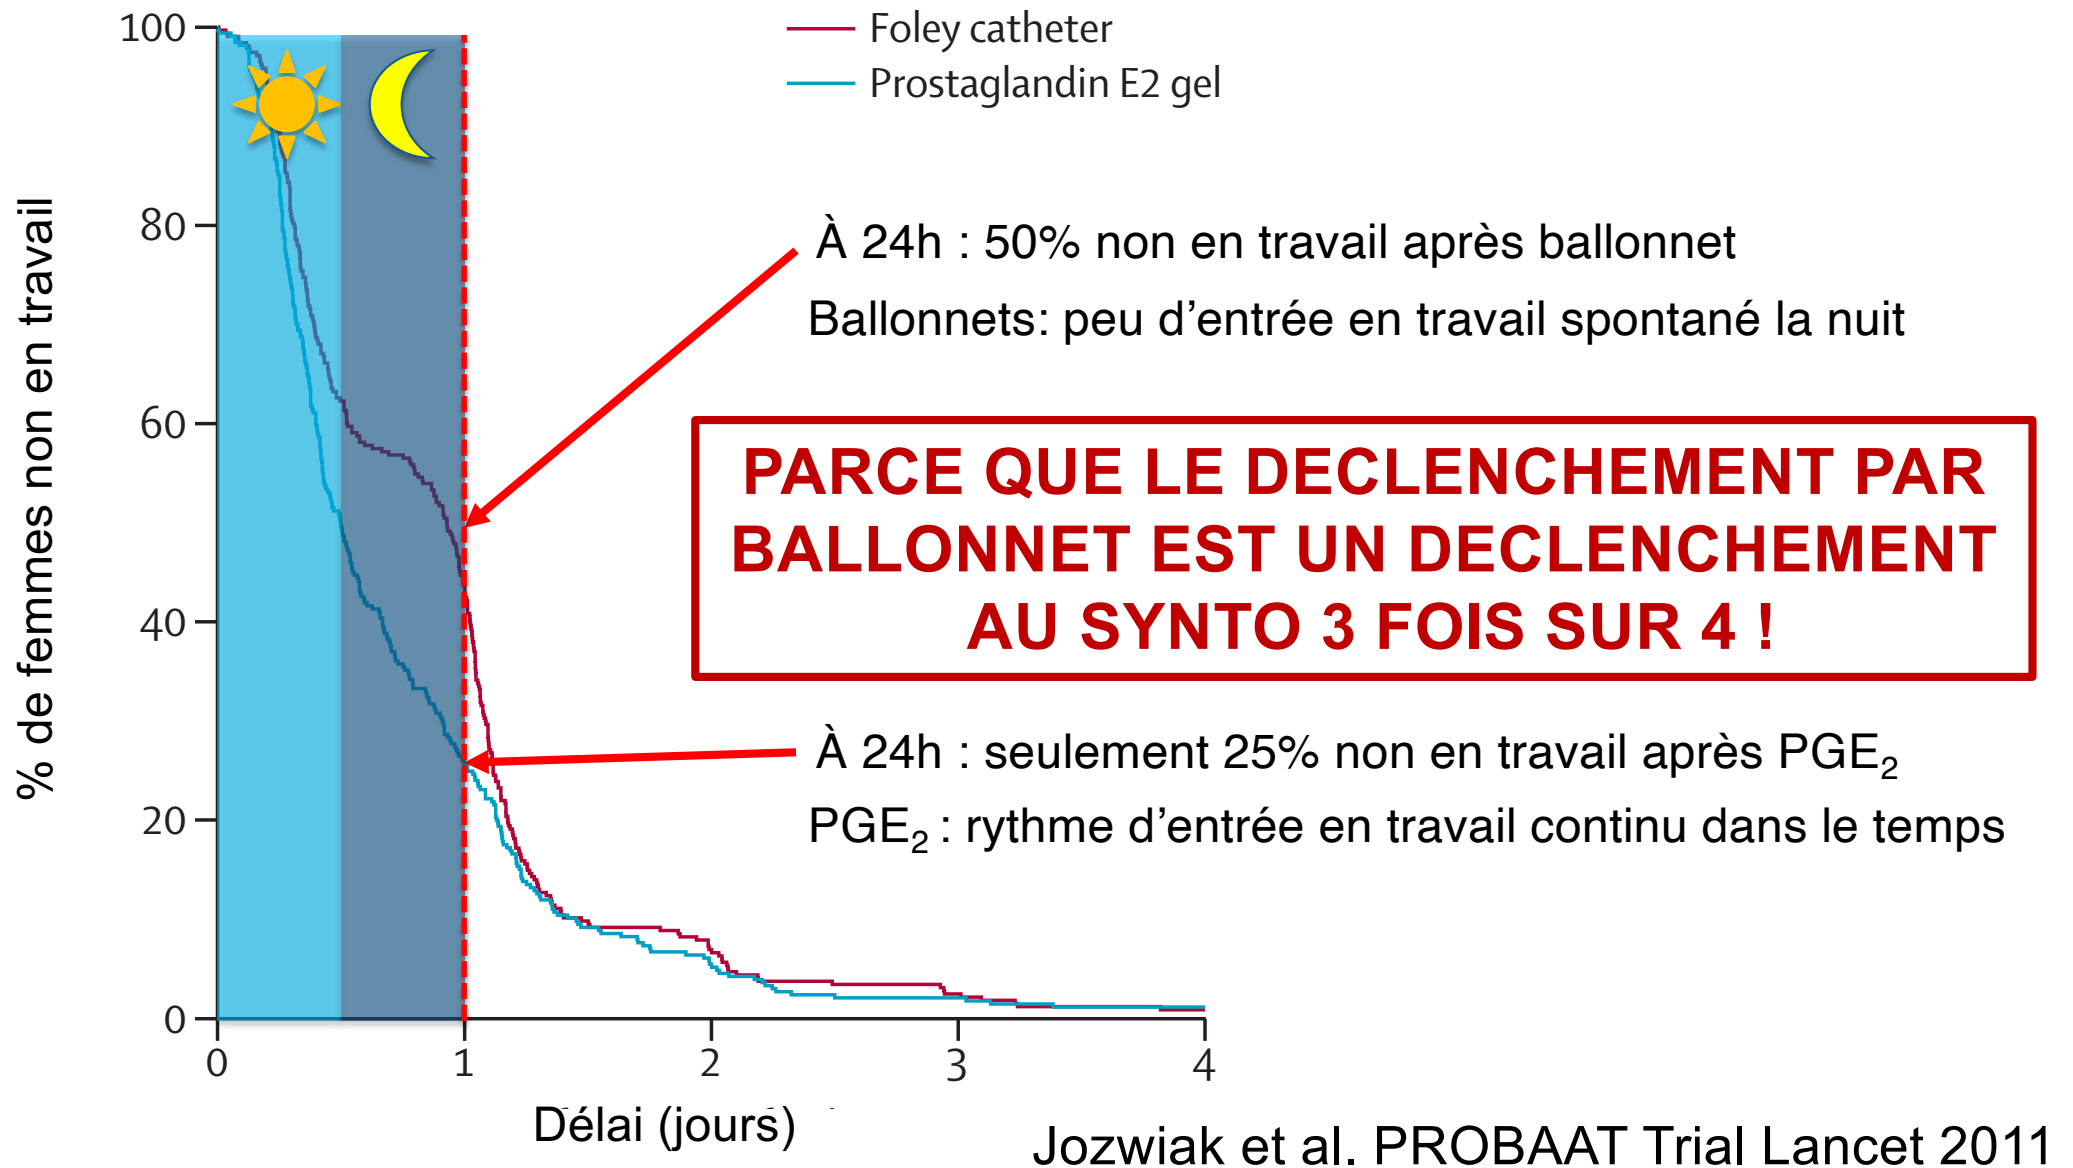 Foley catheter
Prostaglandin E2 gel
% de femmes non en travail
100
80
60
40
20
0
À 24h : 50% non en travail après ballonnet
Ballonnets: peu d’entrée en travail spontané la nuit
PARCE QUE LE DECLENCHEMENT PAR
BALLONNET EST UN DECLENCHEMENT
AU SYNTO 3 FOIS SUR 4 !
À 24h : seulement 25% non en travail après PGE₂
PGE₂ : rythme d’entrée en travail continu dans le temps
0 1 2 3 4
Délai (jours)
Jozwiak et al. PROBAAT Trial Lancet 2011